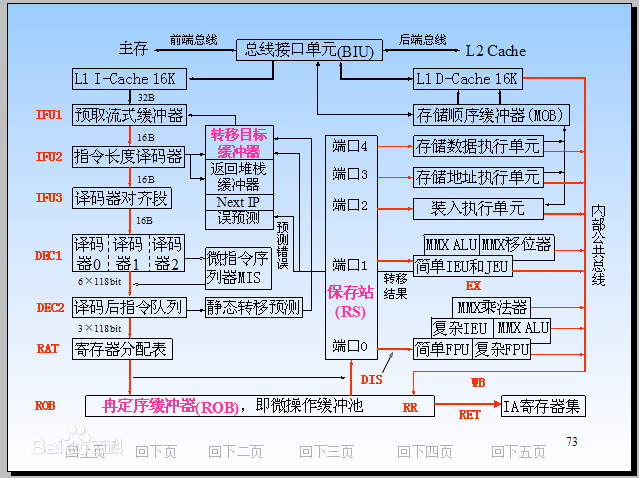 主存
前端总线
总线接口单元(BIU)
后端总线
L2 Cache
L1 I-Cache 16K
L1 D-Cache 16K
32B
IFU1
预取流式缓冲器
16B
转移目标
缓冲器
返回堆栈
缓冲器
Next IP
误预测
存储顺序缓冲器(MOB)
IFU2
指令长度译码器
16B
IFU3
译码器对齐段
16B
端口4
存储数据执行单元
端口3
存储地址执行单元
端口2
装入执行单元
内部公共总线
预测错误
DEC1
译码器0
译码器1
译码器2
微指令序
列器MIS
6×118bit
端口1
保存站
(RS)
转移
结果
MMX ALU
MMX移位器
简单IEU和JEU
EX
DEC2
译码后指令队列
静态转移预测
3×118bit
MMX乘法器
复杂IEU
MMX ALU
RAT
寄存器分配表
端口0
简单FPU
复杂FPU
DIS
WB
ROB
再定序缓冲器(ROB)，即微操作缓冲池
RR
RET
IA寄存器集
Bai百科
73
回上页
回下页
回下二页
回下三页
回下四页
回下五页